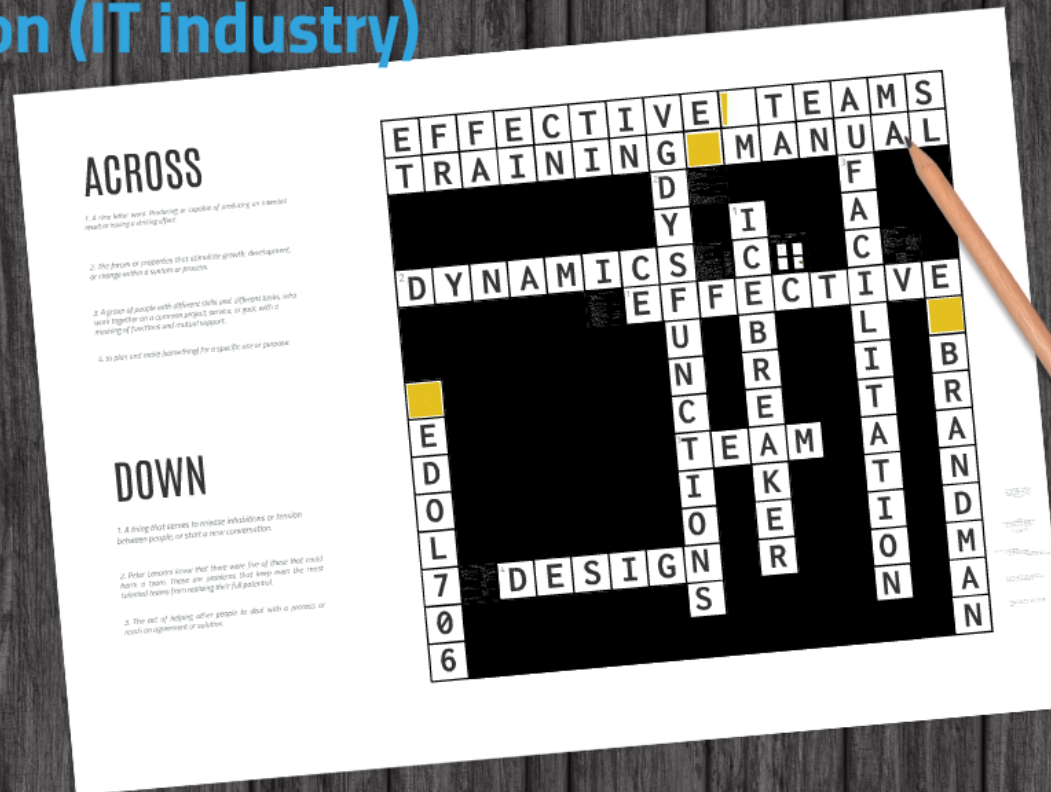 on (IT industry)
ACROSS
1. A nine letter word. Producing or capable of producing an intended
result or having a striking effect.
2. The forces or properties that stimulate growth, development,
or change within a system or process.
3. A group of people with different skills and different tasks, who
work together on a common project, service, or goal, with a
meaning of functions and mutual support.
4. to plan and make (something) for a specific use or purpose
DOWN
1. A thing that serves to release inhibitions or tension
between people, or start a new conversation.
2. Peter Lencioni knew that there were five of these that could
harm a team. These are problems that keep even the most
talented teams from realizing their full potential.
3. The act of helping other people to deal with a process or
reach an agreement or solution.
EFFECTIVE TEAMS
TRAINING MANUAL
DYNAMICS
EFFECTIVE
TEAM
DESIGN
DYSFUNCTIONS
ICEBREAKER
FACILITATION
BRANDMAN
EDOL706